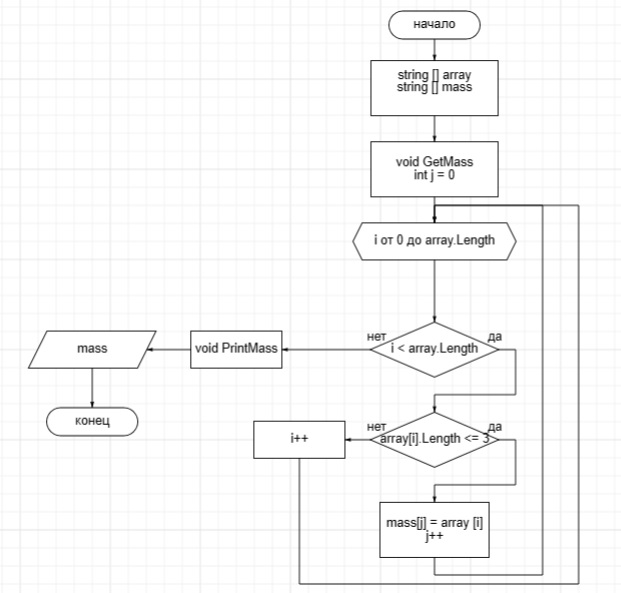 начало
string [] array
string [] mass
void GetMass
int j = 0
i от 0 до array.Length
нет
да
i < array.Length
void PrintMass
mass
конец
нет
да
array[i].Length <= 3
i++
mass[j] = array [i]
j++